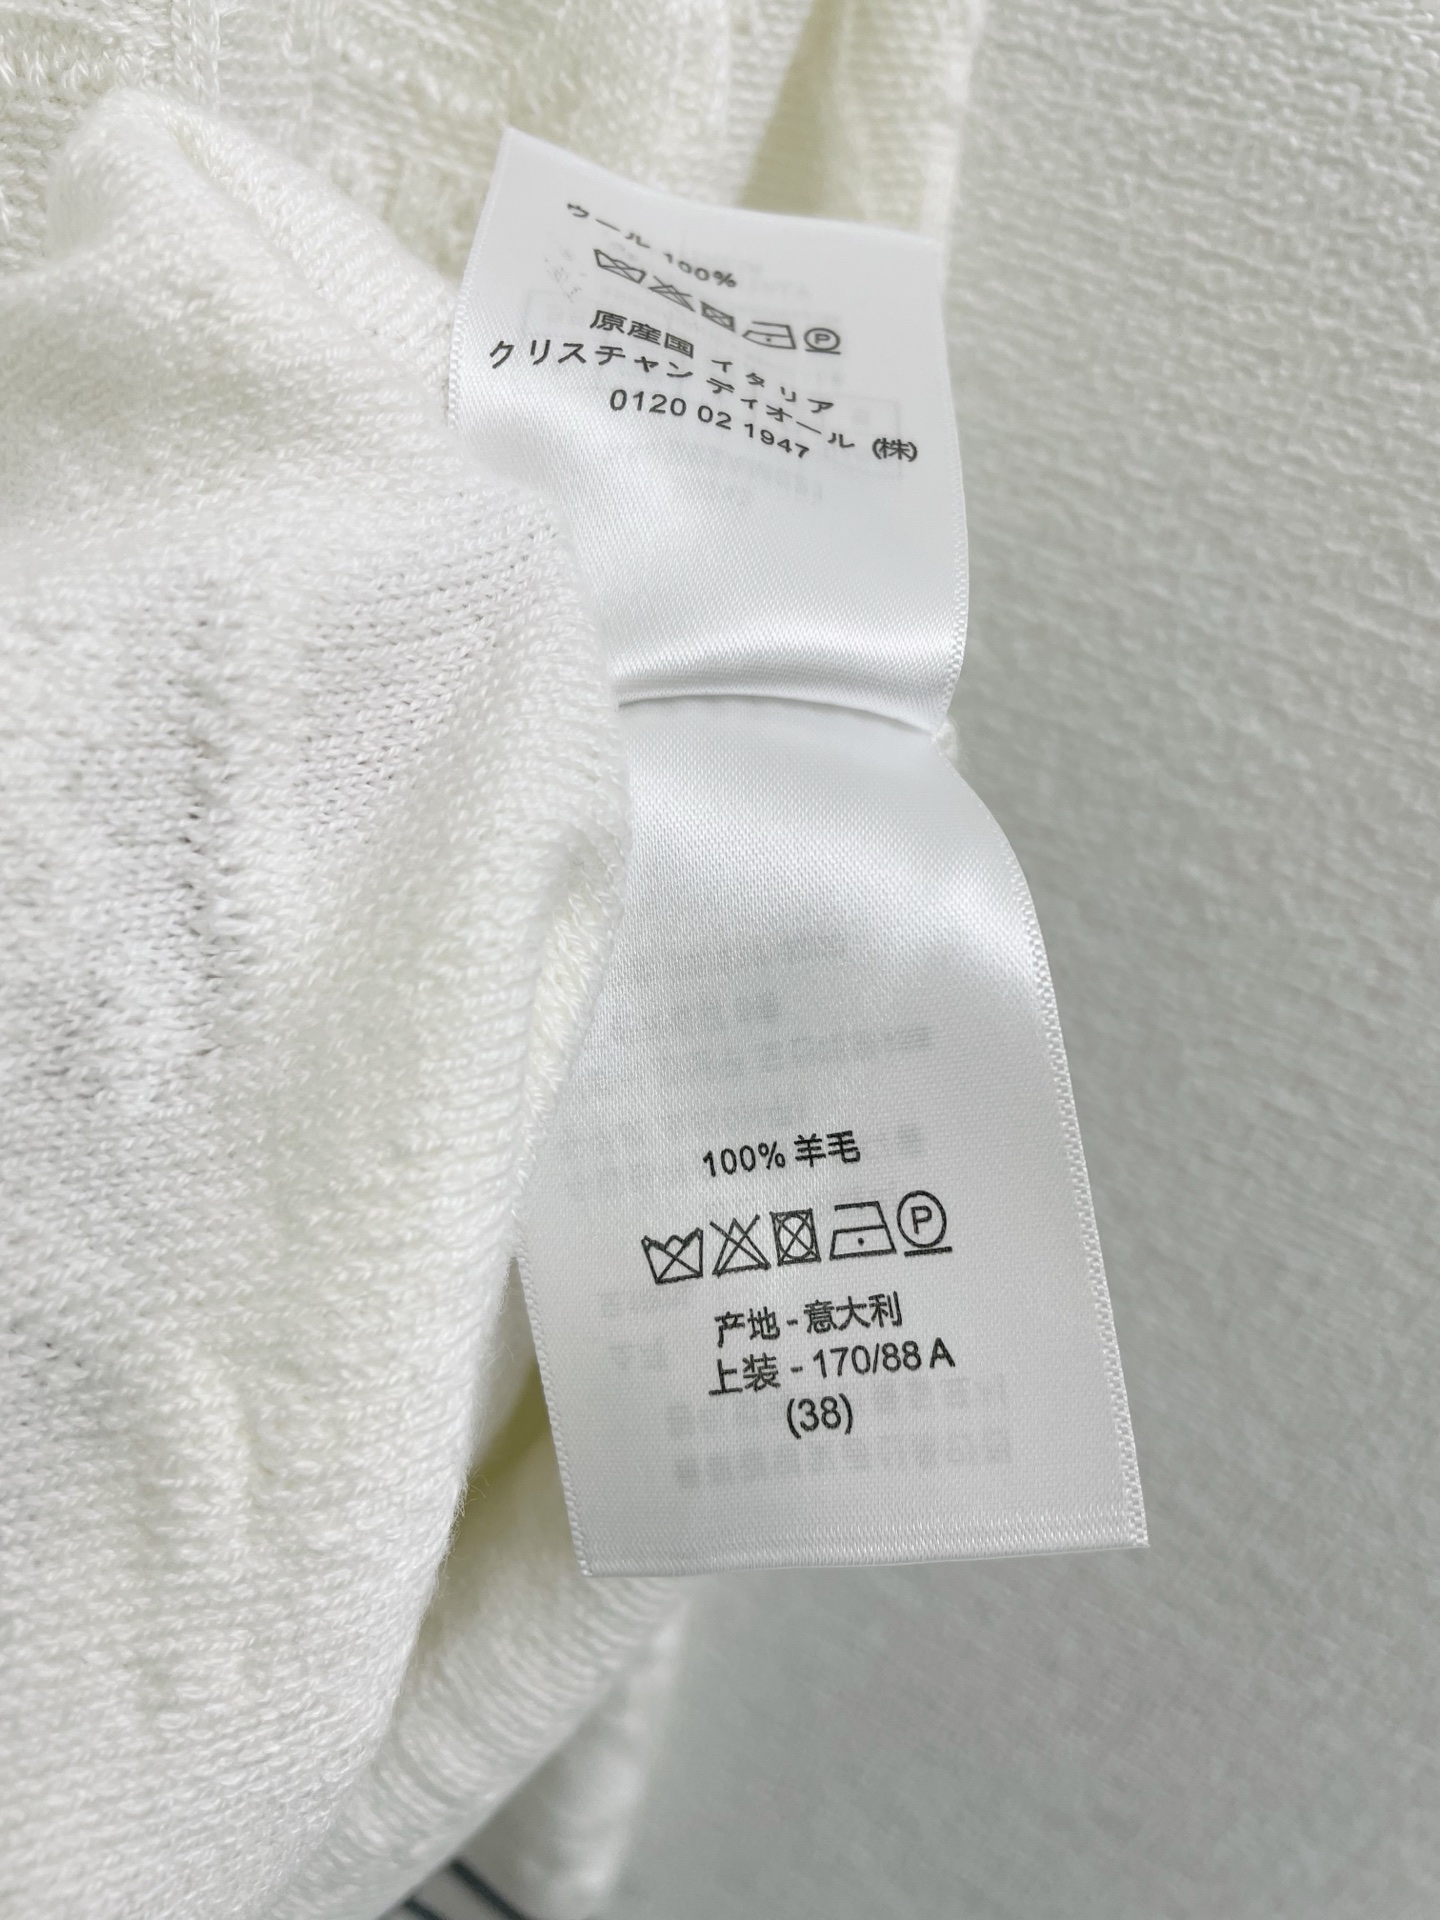 ウール 100%
P
原産国 イタリア
クリスチャン ディオール (株)
0120 02 1947
100% 羊毛
P
产地 - 意大利
上装 - 170/88 A
(38)